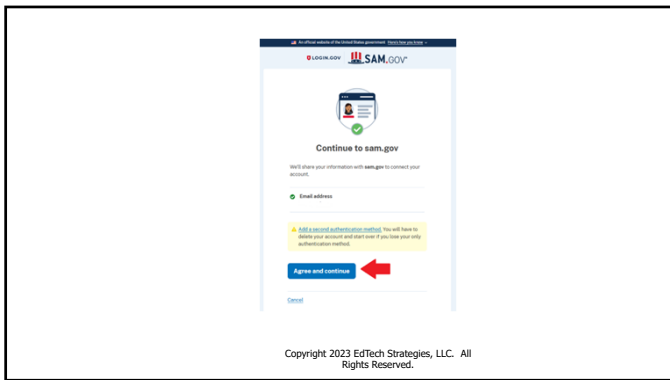 An official website of the United States government Here's how you know
LOGIN.GOV SAM.GOV®
Continue to sam.gov
We'll share your information with sam.gov to connect your
account.
Email address
Add a second authentication method. You will have to
delete your account and start over if you lose your only
authentication method.
Agree and continue
Cancel
Copyright 2023 EdTech Strategies, LLC. All
Rights Reserved.